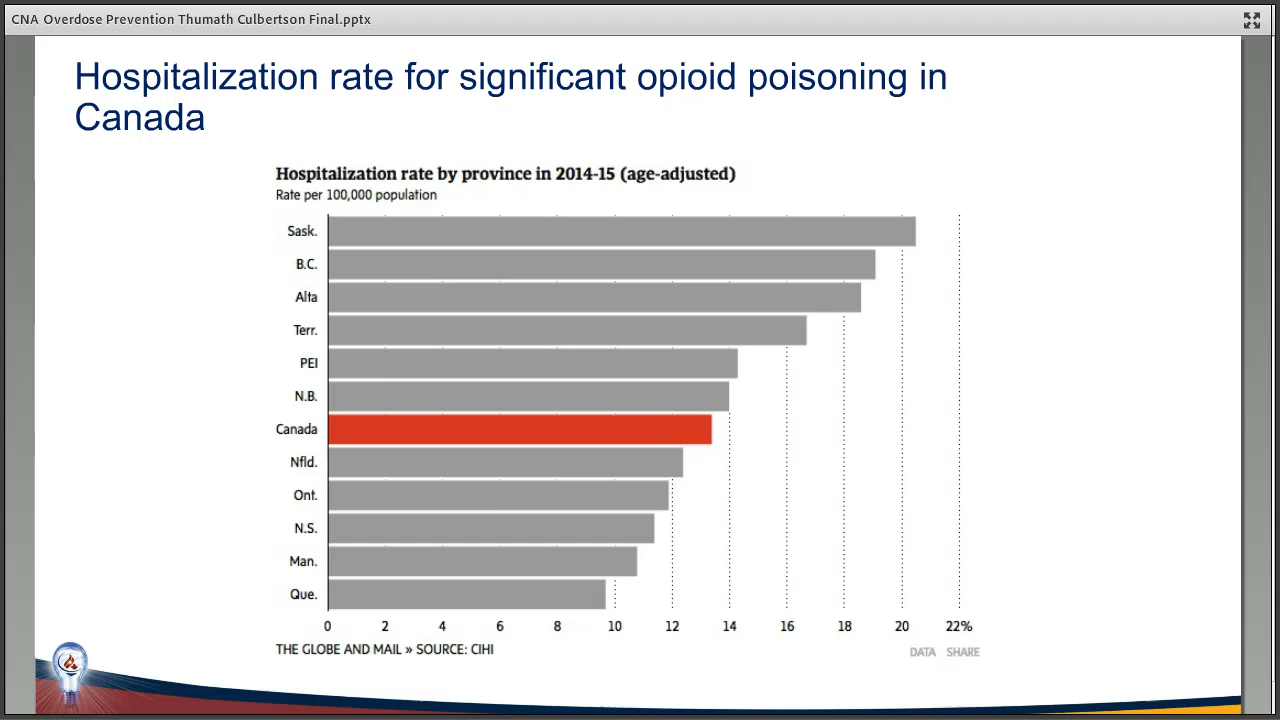 CNA Overdose Prevention Thumath Culbertson Final.pptx
Hospitalization rate for significant opioid poisoning in
Canada
Hospitalization rate by province in 2014-15 (age-adjusted)
Rate per 100,000 population
Sask.
B.C.
Alta
Terr.
PEI
N.B.
Canada
Nfld.
Ont.
N.S.
Man.
Que.
0 2 4 6 8 10 12 14 16 18 20 22%
THE GLOBE AND MAIL » SOURCE: CIHI
DATA SHARE